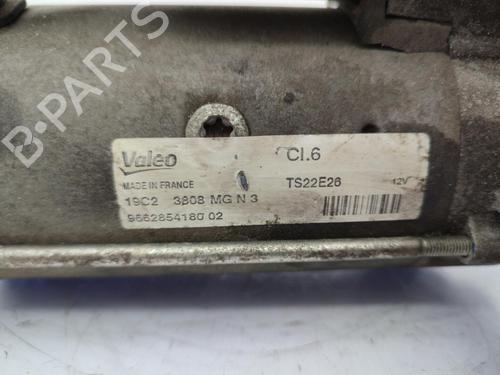 B-PARTS
Valeo
CI.6
MADE IN FRANCE
TS22E26
12V
19C2 3808 MG N 3
9662854180 02